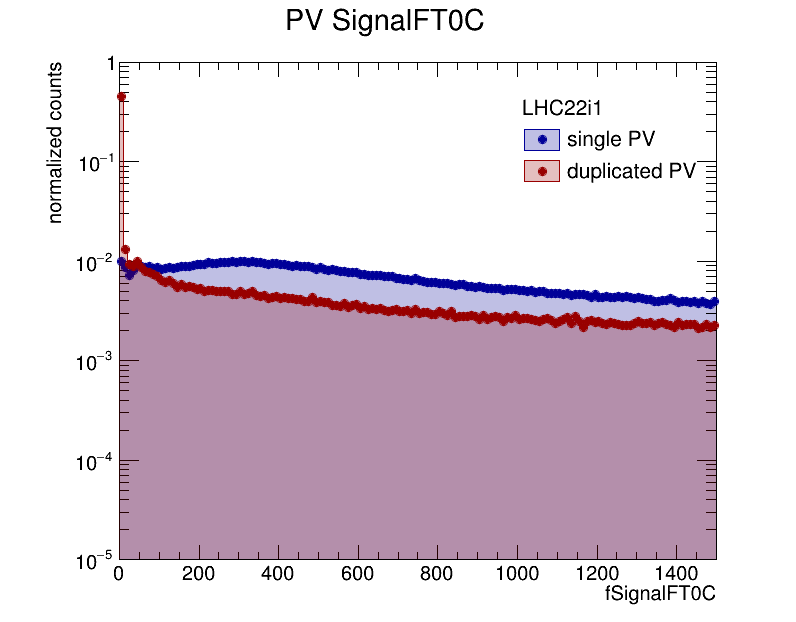 PV SignalFT0C
normalized counts
1
10⁻¹
10⁻²
10⁻³
10⁻⁴
10⁻⁵
LHC22i1
single PV
duplicated PV
0 200 400 600 800 1000 1200 1400
fSignalFT0C